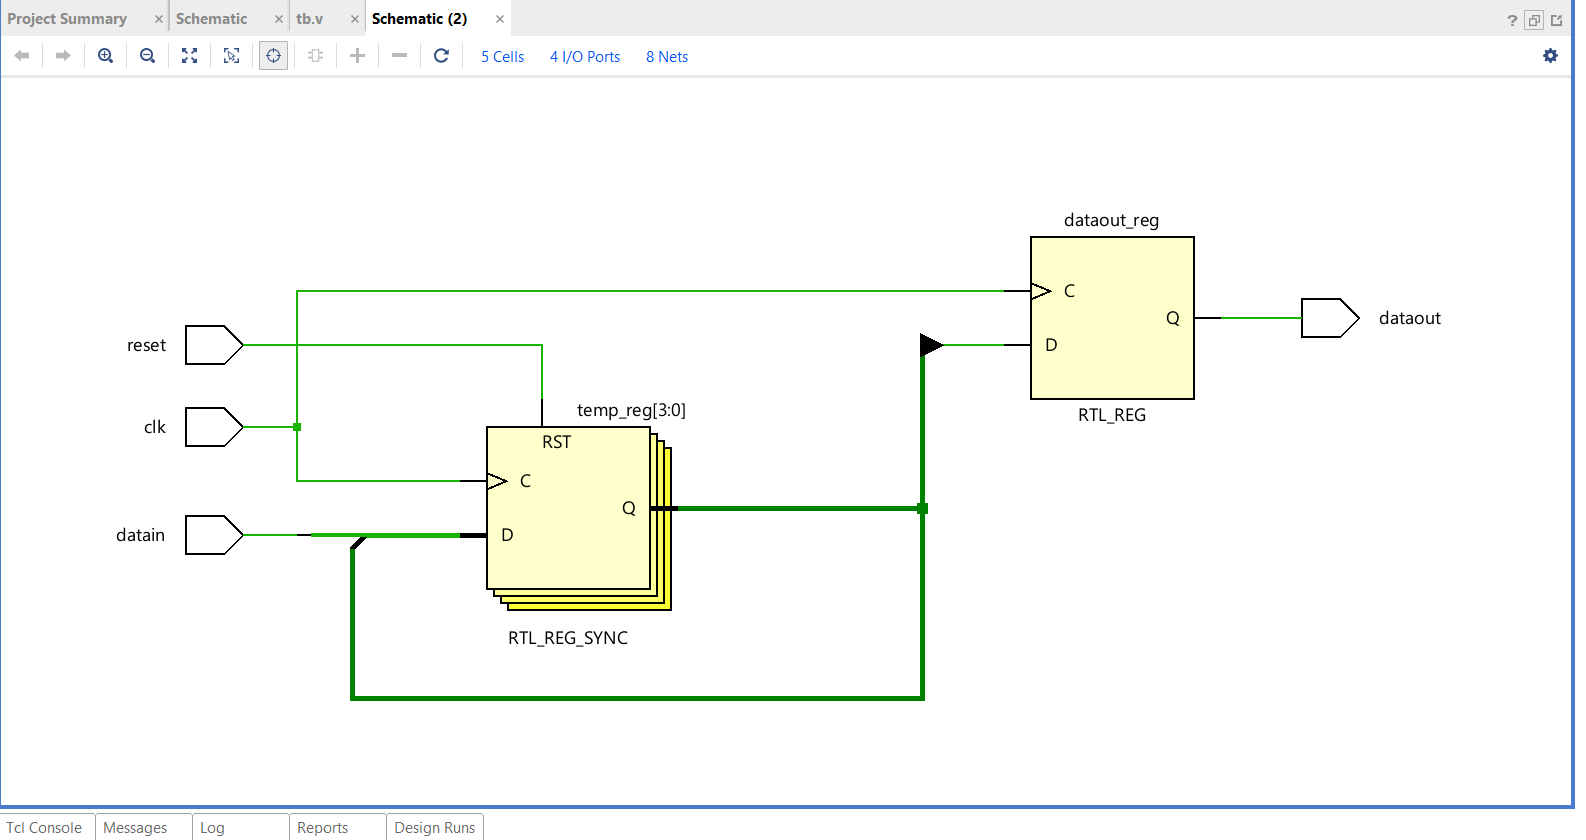 Project Summary × Schematic × tb.v × Schematic (2) × ?
5 Cells 4 I/O Ports 8 Nets
dataout_reg
C
Q
dataout
reset
D
temp_reg[3:0]
RTL_REG
clk
RST
C
Q
datain
D
RTL_REG_SYNC
Tcl Console Messages Log Reports Design Runs